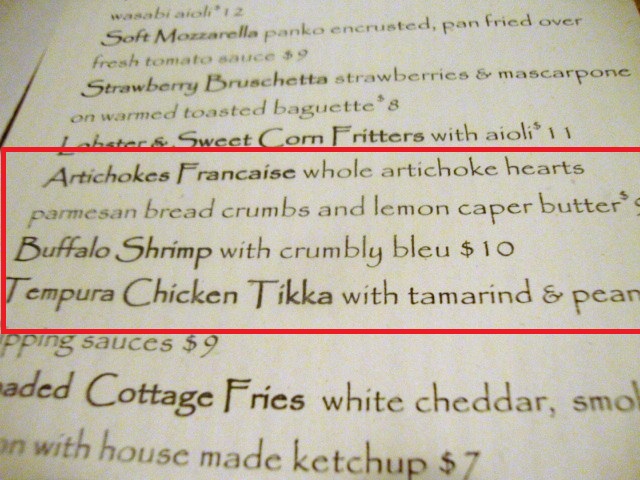 wasabi aioli $12
Soft Mozzarella panko encrusted, pan fried over
fresh tomato sauce $9
Strawberry Bruschetta strawberries & mascarpone
on warmed toasted baguette $8
Lobster & Sweet Corn Fritters with aioli $11
Artichokes Francaise whole artichoke hearts
parmesan bread crumbs and lemon caper butter $
Buffalo Shrimp with crumbly bleu $10
Tempura Chicken Tikka with tamarind & pean
pping sauces $9
aded Cottage Fries white cheddar, smo
on with house made ketchup $7